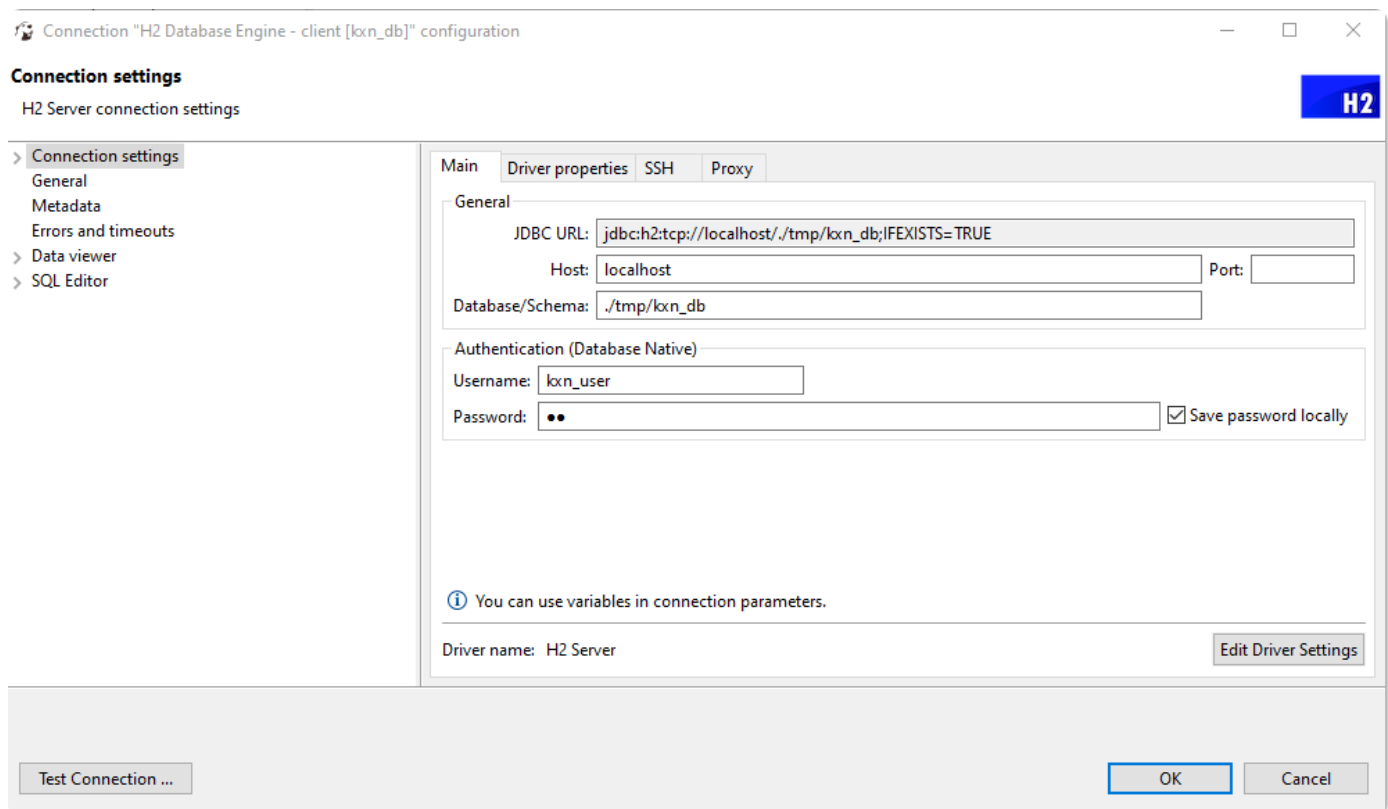 Connection "H2 Database Engine - client [kxn_db]" configuration
Connection settings
H2 Server connection settings
H2
Connection settings
General
Metadata
Errors and timeouts
Data viewer
SQL Editor
Main Driver properties SSH Proxy
General
JDBC URL: jdbc:h2:tcp://localhost/./tmp/kxn_db;IFEXISTS=TRUE
Host: localhost Port:
Database/Schema: ./tmp/kxn_db
Authentication (Database Native)
Username: kxn_user
Password: ●●
Save password locally
You can use variables in connection parameters.
Driver name: H2 Server
Edit Driver Settings
Test Connection ...
OK
Cancel